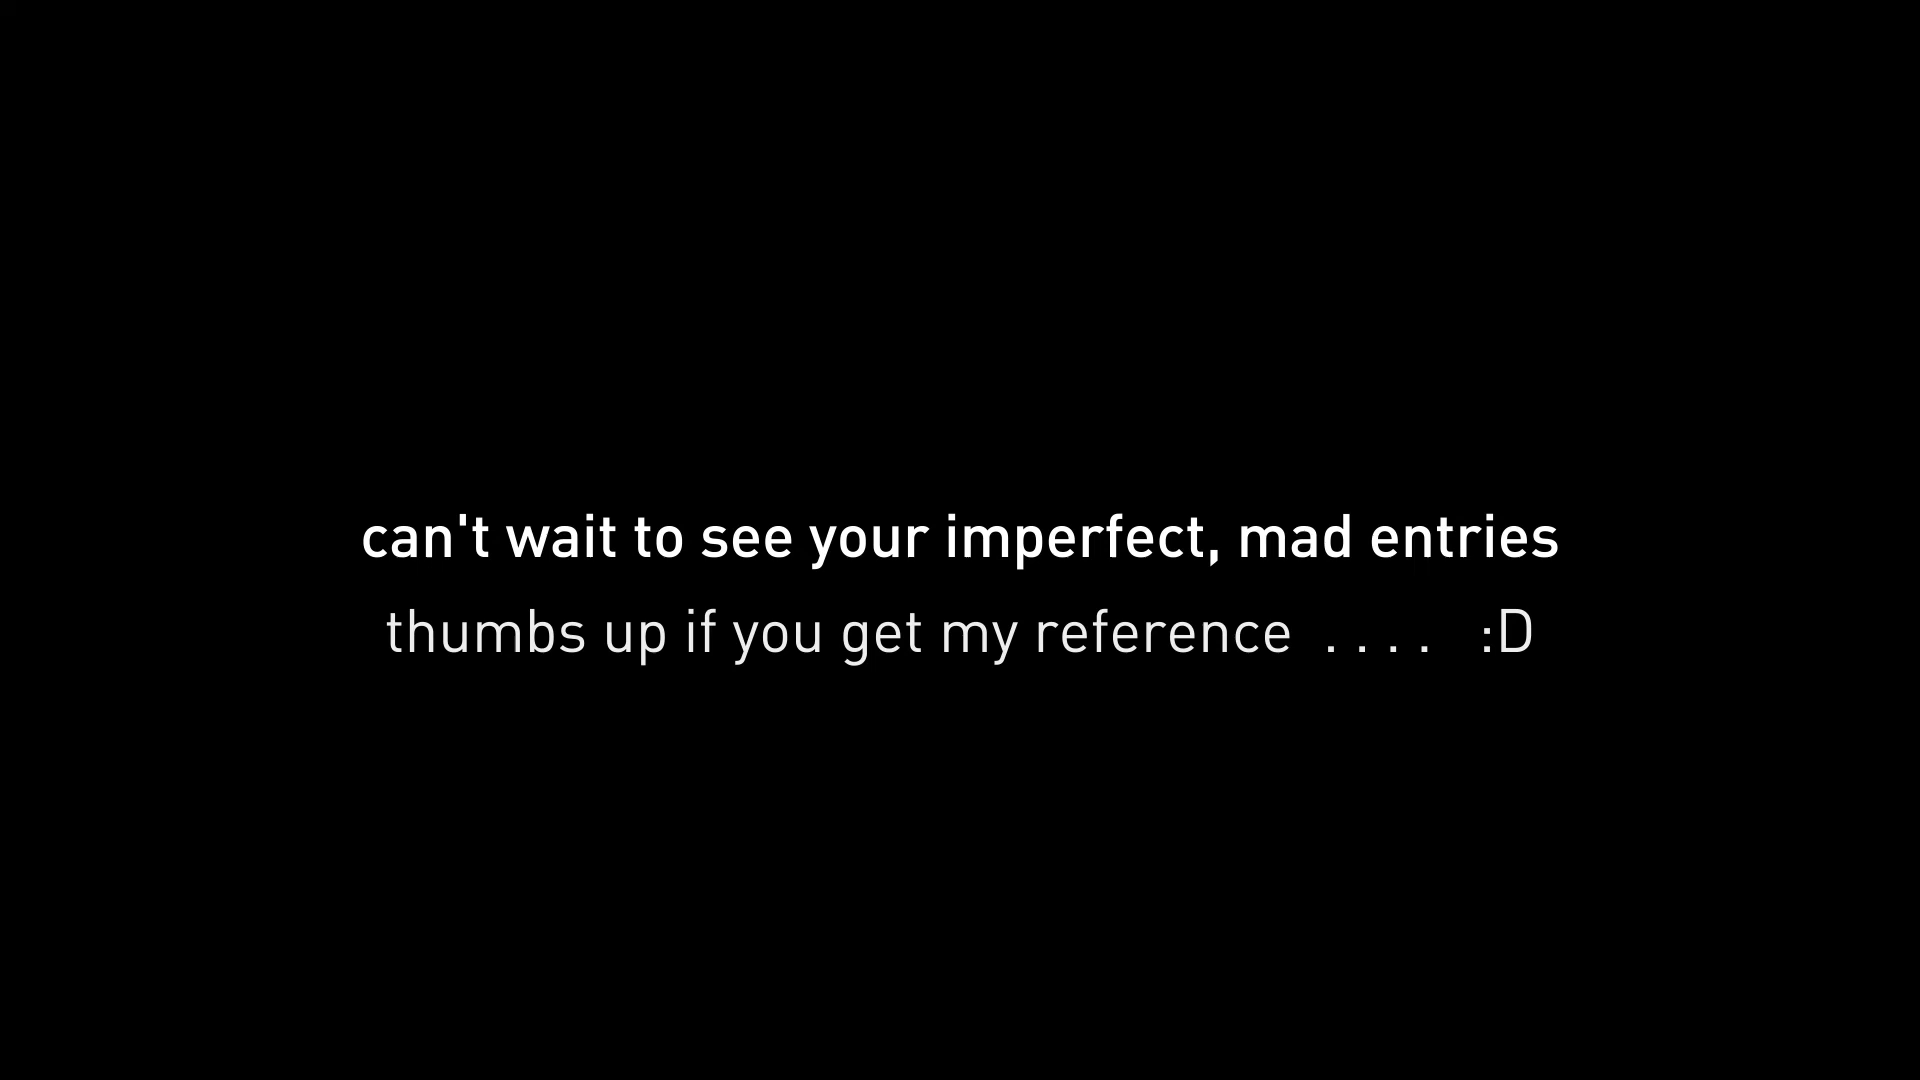 can't wait to see your imperfect, mad entries
thumbs up if you get my reference .... :D